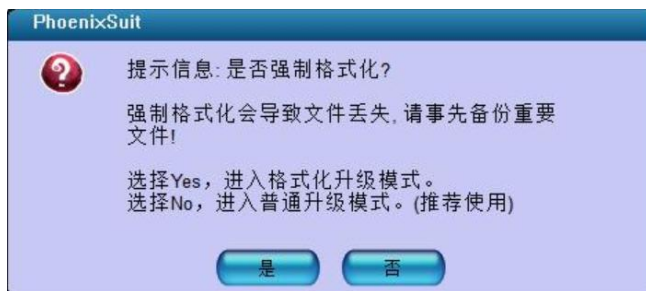 PhoenixSuit
提示信息: 是否强制格式化?
强制格式化会导致文件丢失, 请事先备份重要
文件!
选择Yes，进入格式化升级模式。
选择No，进入普通升级模式。(推荐使用)
是
否